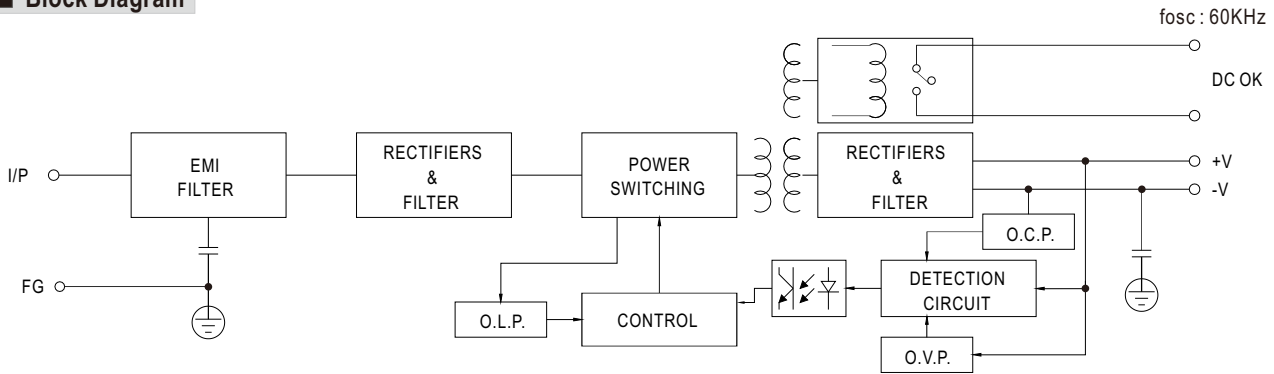 ■ Block Diagram
fosc : 60KHz
DC OK
I/P
EMI
FILTER
RECTIFIERS
&
FILTER
POWER
SWITCHING
RECTIFIERS
&
FILTER
+V
-V
O.C.P.
FG
O.L.P.
CONTROL
DETECTION
CIRCUIT
O.V.P.